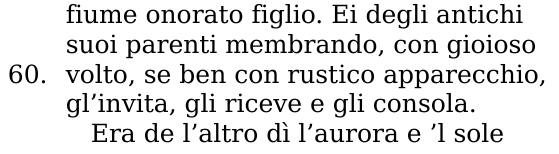 fiume onorato figlio. Ei degli antichi
suoi parenti membrando, con gioioso
60. volto, se ben con rustico apparecchio,
gl’invita, gli riceve e gli consola.
Era de l’altro dì l’aurora e ’l sole